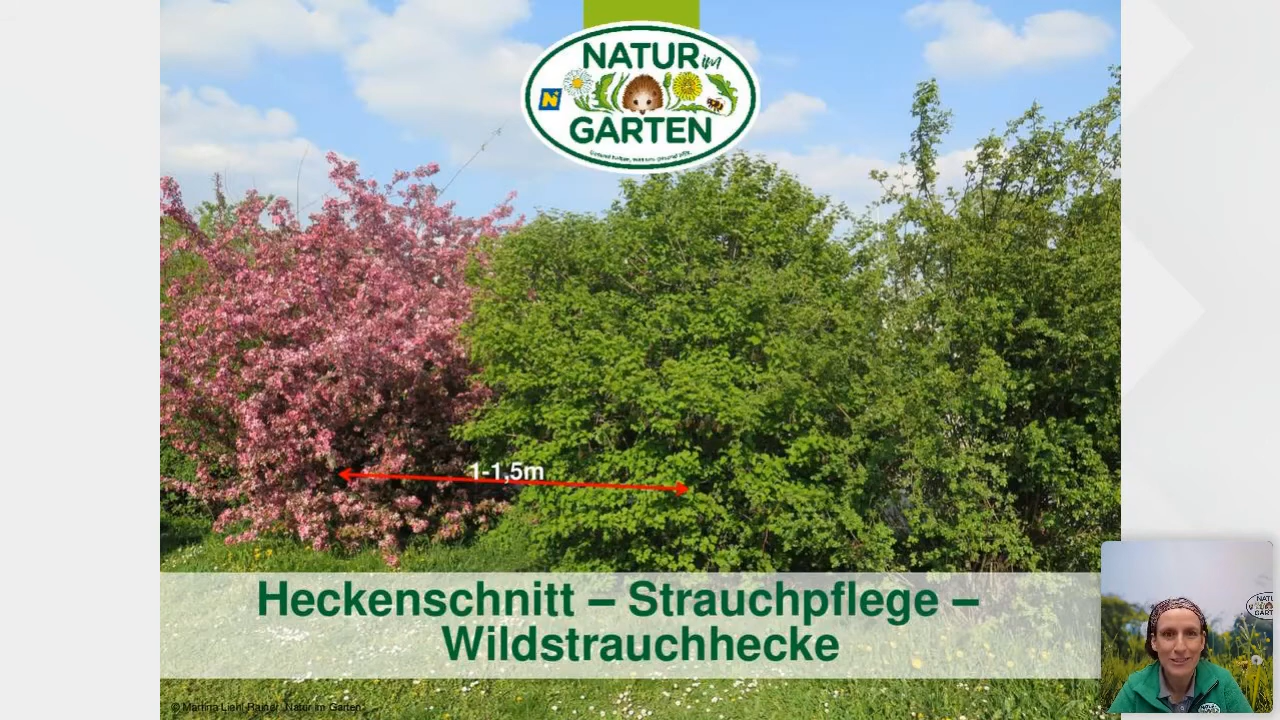 NATUR im
GARTEN
1-1,5m
Heckenschnitt – Strauchpflege –
Wildstrauchhecke
© Martina Liehl-Rainer „Natur im Garten“